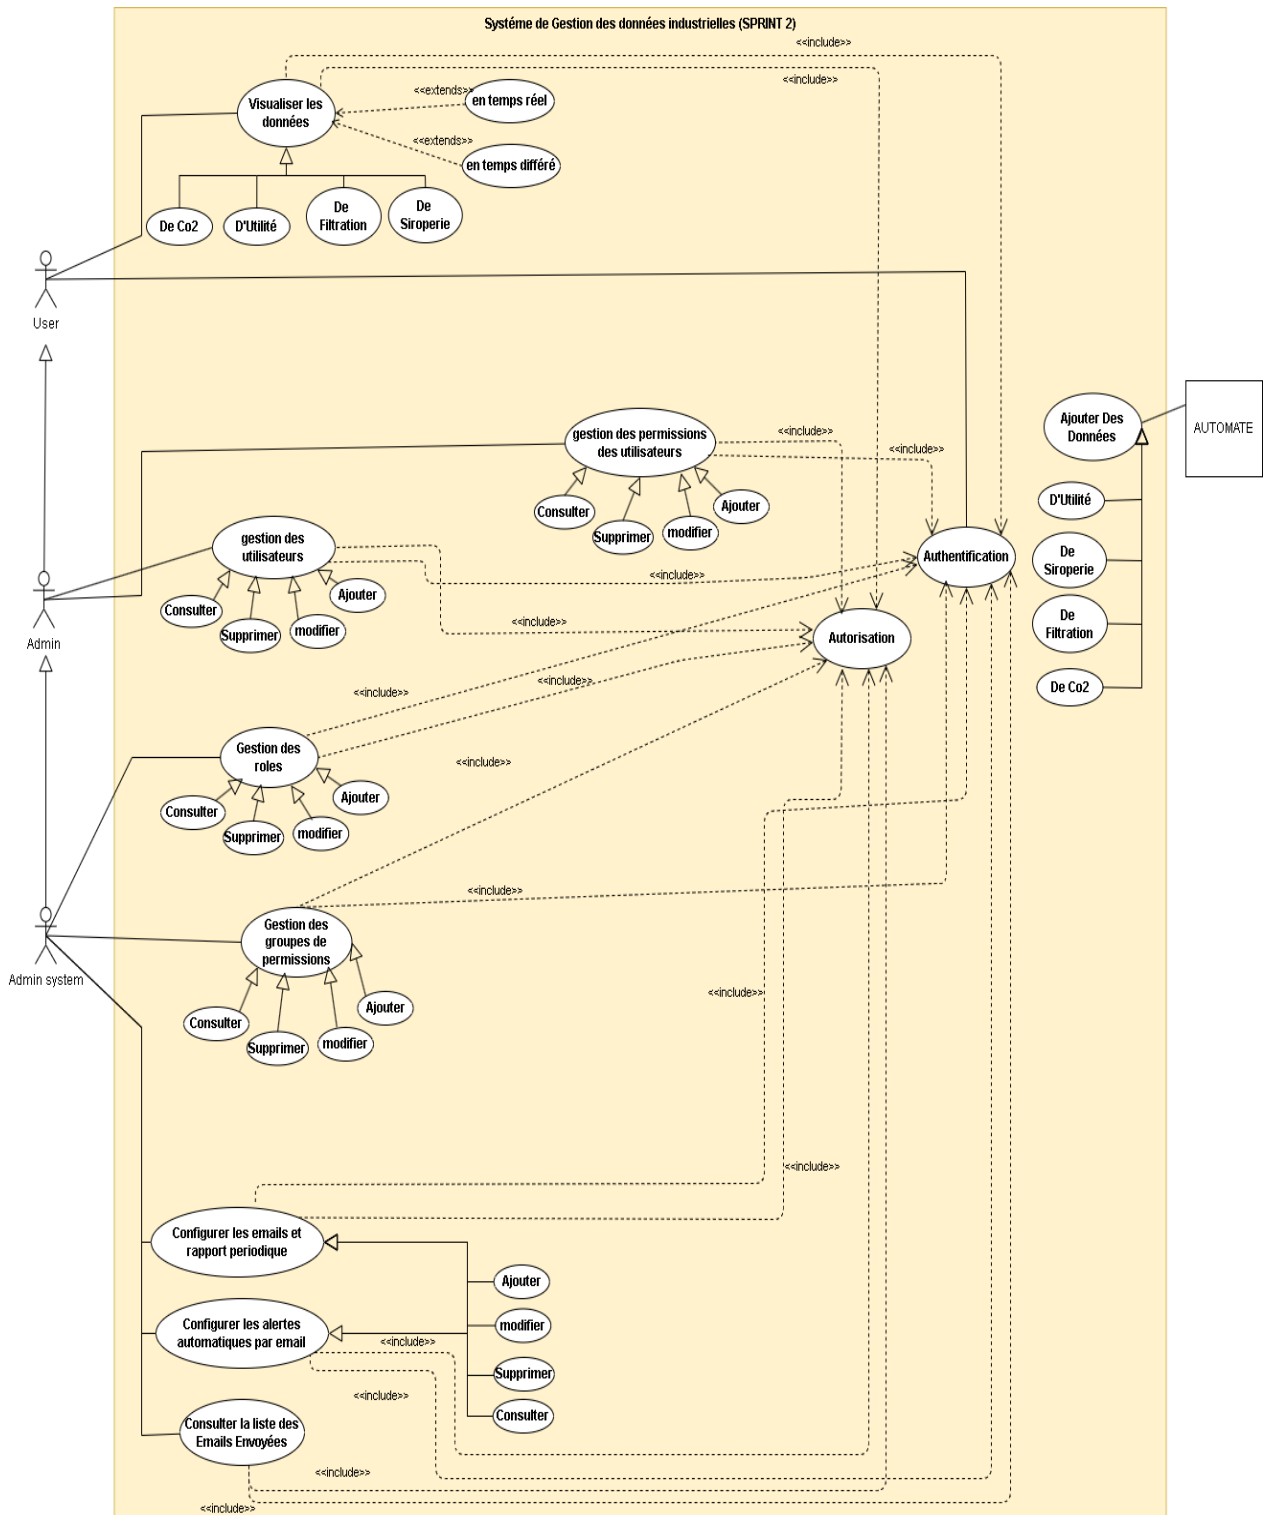 Systéme de Gestion des données industrielles (SPRINT 2)
<<include>>
<<include>>
Visualiser les
données
<<extends>>
en temps réel
<<extends>>
en temps différé
De Co2
D'Utilité
De
Filtration
De
Siroperie
User
Ajouter Des
Données
AUTOMATE
gestion des permissions
des utilisateurs
<<include>>
<<include>>
Consulter
Supprimer
modifier
Ajouter
D'Utilité
gestion des
utilisateurs
Authentification
De
Siroperie
<<include>>
Consulter
Supprimer
modifier
Ajouter
<<include>>
Autorisation
De
Filtration
Admin
De Co2
<<include>>
<<include>>
Gestion des
roles
<<include>>
Consulter
Supprimer
modifier
Ajouter
<<include>>
Gestion des
groupes de
permissions
Admin system
<<include>>
Consulter
Supprimer
modifier
Ajouter
<<include>>
Configurer les emails et
rapport periodique
Ajouter
Configurer les alertes
automatiques par email
modifier
<<include>>
Supprimer
<<include>>
Consulter
Consulter la liste des
Emails Envoyées
<<include>>
<<include>>